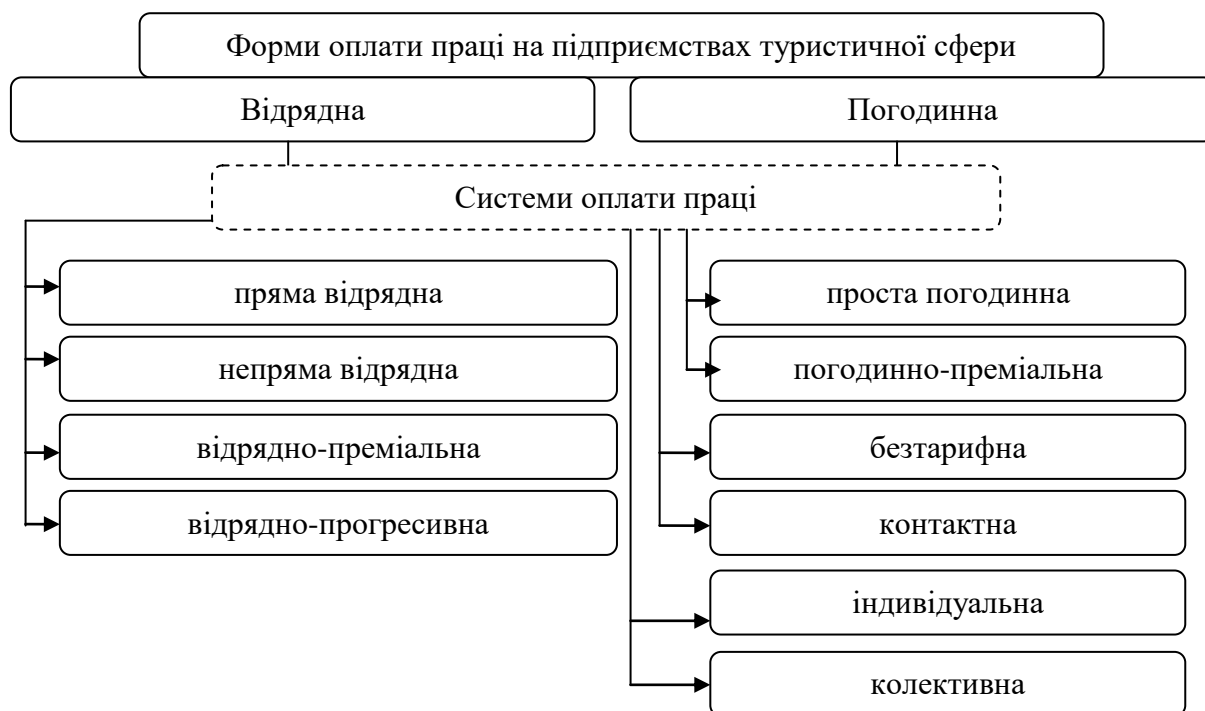 Форми оплати праці на підприємствах туристичної сфери
Відрядна
Погодинна
Системи оплати праці
пряма відрядна
непряма відрядна
відрядно-преміальна
відрядно-прогресивна
проста погодинна
погодинно-преміальна
безтарифна
контактна
індивідуальна
колективна